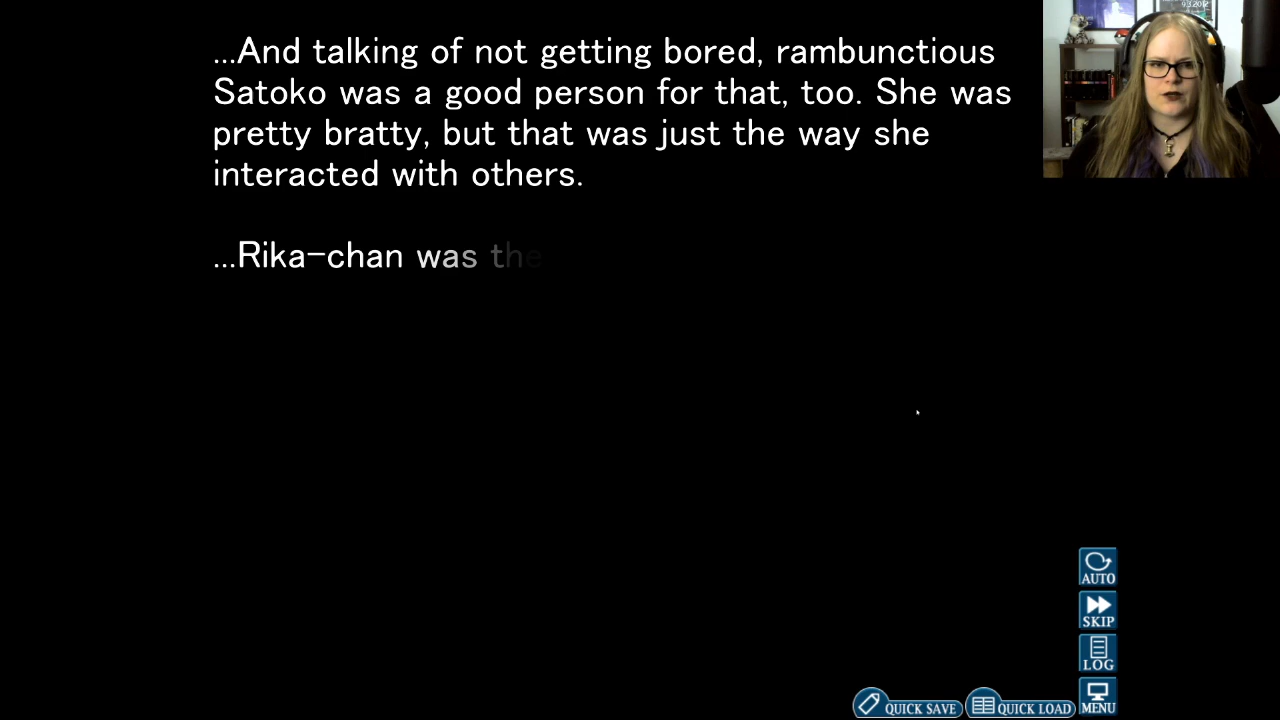 ...And talking of not getting bored, rambunctious
Satoko was a good person for that, too. She was
pretty bratty, but that was just the way she
interacted with others.
...Rika-chan was the
AUTO
SKIP
LOG
QUICK SAVE
QUICK LOAD
MENU